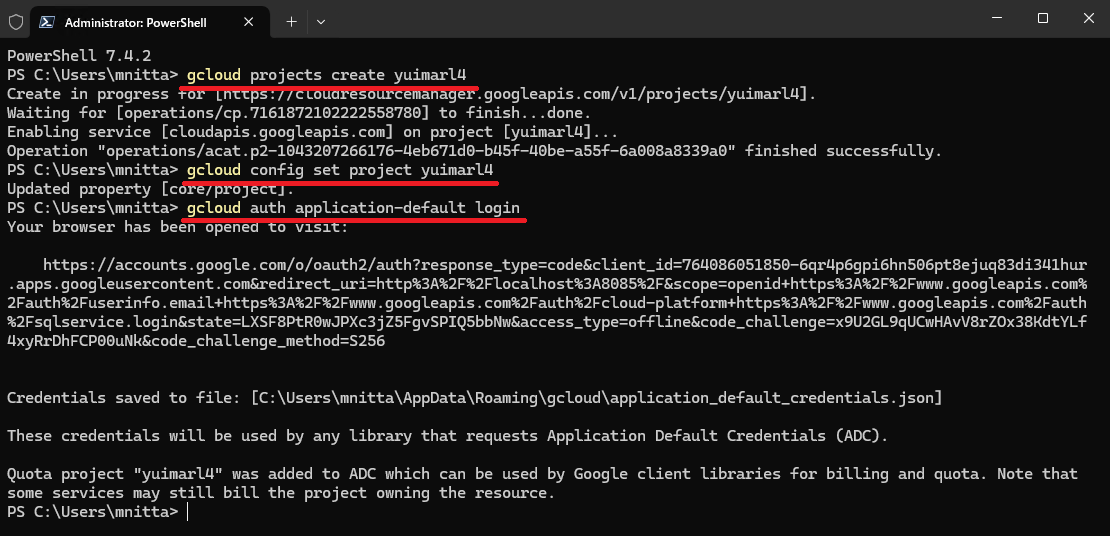 Administrator: PowerShell
PowerShell 7.4.2
PS C:\Users\mnitta> gcloud projects create yuimarl4
Create in progress for [https://cloudresourcemanager.googleapis.com/v1/projects/yuimarl4].
Waiting for [operations/cp.7161872102222558780] to finish...done.
Enabling service [cloudapis.googleapis.com] on project [yuimarl4]...
Operation "operations/acat.p2-1043207266176-4eb671d0-b45f-40be-a55f-6a008a8339a0" finished successfully.
PS C:\Users\mnitta> gcloud config set project yuimarl4
Updated property [core/project].
PS C:\Users\mnitta> gcloud auth application-default login
Your browser has been opened to visit:
https://accounts.google.com/o/oauth2/auth?response_type=code&client_id=764086051850-6qr4p6gpi6hn506pt8ejuq83di341hur
.apps.googleusercontent.com&redirect_uri=http%3A%2F%2Flocalhost%3A8085%2F&scope=openid+https%3A%2F%2Fwww.googleapis.com%
2Fauth%2Fuserinfo.email+https%3A%2F%2Fwww.googleapis.com%2Fauth%2Fcloud-platform+https%3A%2F%2Fwww.googleapis.com%2Fauth
%2Fsqlservice.login&state=LXSF8PtR0wJPXc3jZ5FgvSPIQ5bbNw&access_type=offline&code_challenge=x9U2GL9qUCwHAvV8rZOx38KdtYLf
4xyRrDhFCP00uNk&code_challenge_method=S256
Credentials saved to file: [C:\Users\mnitta\AppData\Roaming\gcloud\application_default_credentials.json]
These credentials will be used by any library that requests Application Default Credentials (ADC).
Quota project "yuimarl4" was added to ADC which can be used by Google client libraries for billing and quota. Note that
some services may still bill the project owning the resource.
PS C:\Users\mnitta>